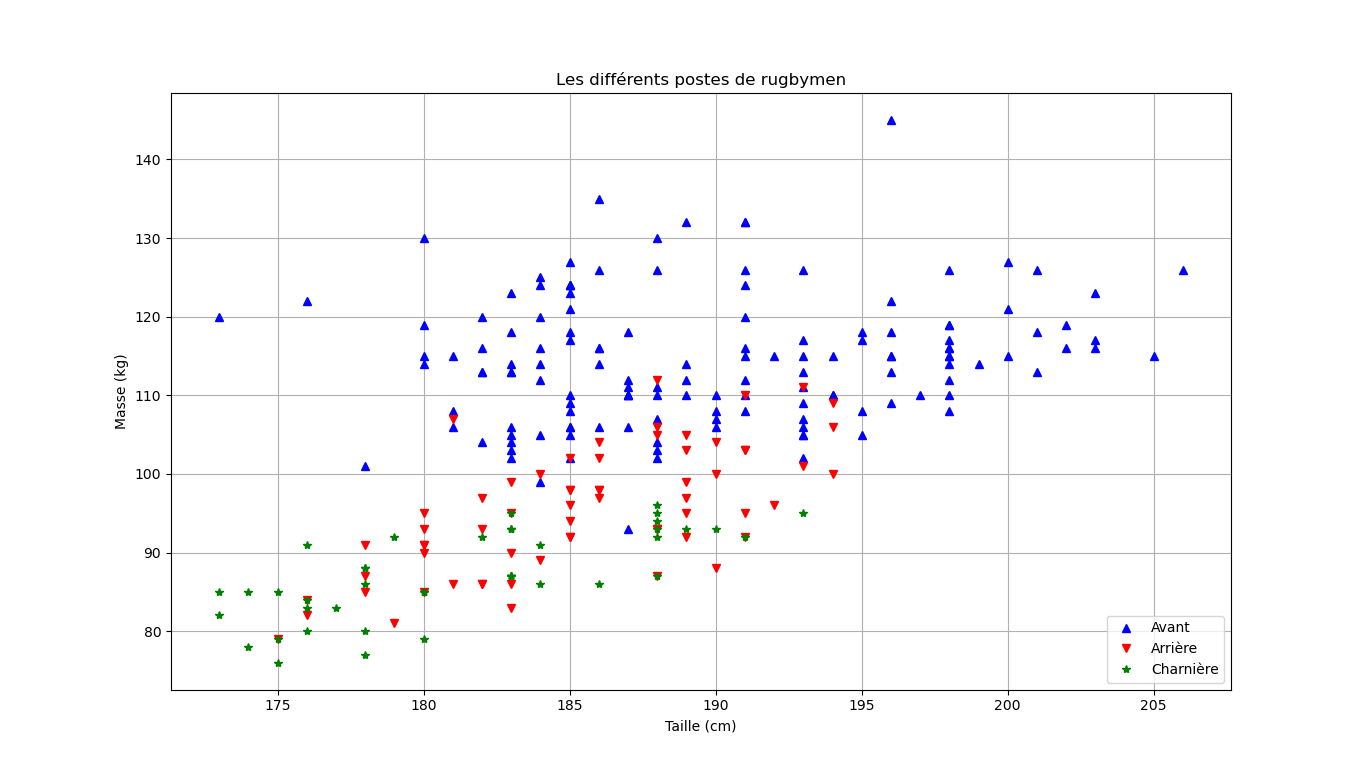 Les différents postes de rugbymen
Masse (kg)
140
130
120
110
100
90
80
175 180 185 190 195 200 205
Taille (cm)
Avant
Arrière
Charnière